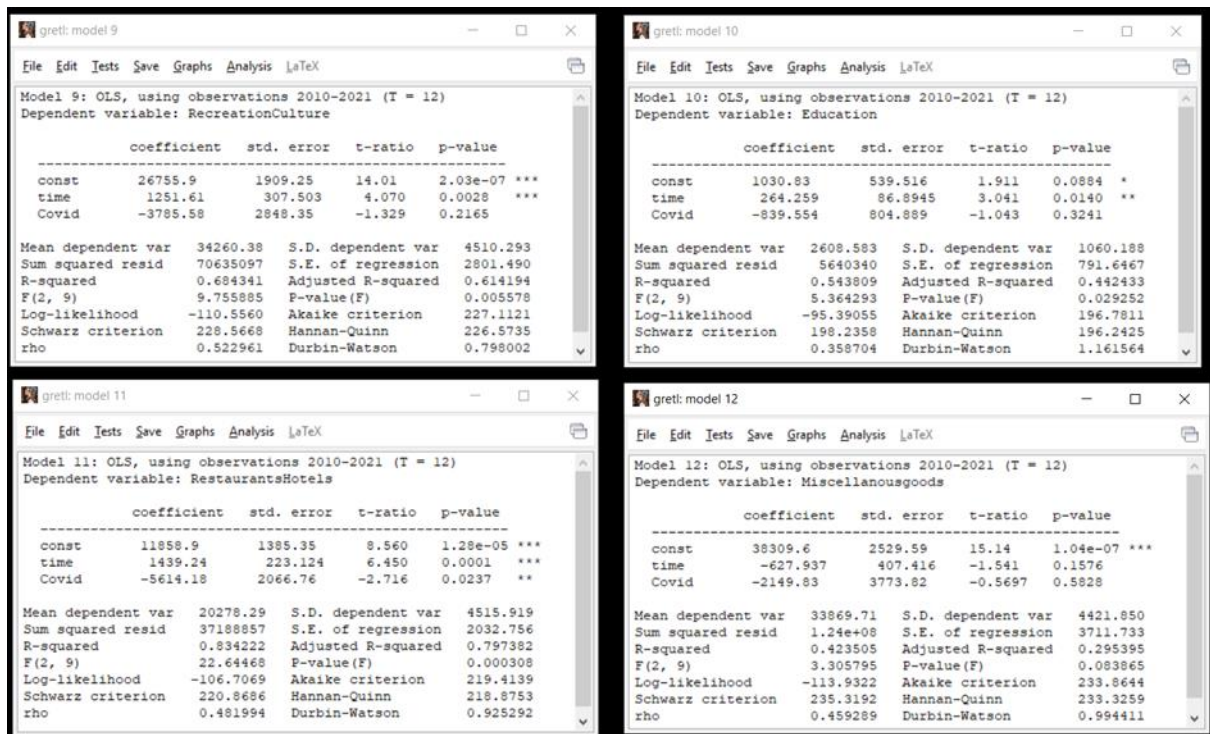 gretl: model 9
File Edit Tests Save Graphs Analysis LaTeX
Model 9: OLS, using observations 2010-2021 (T = 12)
Dependent variable: RecreationCulture
coefficient std. error t-ratio p-value
const 26755.9 1909.25 14.01 2.03e-07 ***
time 1251.61 307.503 4.070 0.0028 ***
Covid −3785.58 2848.35 −1.329 0.2165
Mean dependent var 34260.38 S.D. dependent var 4510.293
Sum squared resid 70635097 S.E. of regression 2801.490
R-squared 0.684341 Adjusted R-squared 0.614194
F(2, 9) 9.755885 P-value(F) 0.005578
Log-likelihood −110.5560 Akaike criterion 227.1121
Schwarz criterion 228.5668 Hannan-Quinn 226.5735
rho 0.522961 Durbin-Watson 0.798002
gretl: model 10
File Edit Tests Save Graphs Analysis LaTeX
Model 10: OLS, using observations 2010-2021 (T = 12)
Dependent variable: Education
coefficient std. error t-ratio p-value
const 1030.83 539.516 1.911 0.0884 *
time 264.259 86.8945 3.041 0.0140 **
Covid −839.554 804.889 −1.043 0.3241
Mean dependent var 2608.583 S.D. dependent var 1060.188
Sum squared resid 5640340 S.E. of regression 791.6467
R-squared 0.543809 Adjusted R-squared 0.442433
F(2, 9) 5.364293 P-value(F) 0.029252
Log-likelihood −95.39055 Akaike criterion 196.7811
Schwarz criterion 198.2358 Hannan-Quinn 196.2425
rho 0.358704 Durbin-Watson 1.161564
gretl: model 11
File Edit Tests Save Graphs Analysis LaTeX
Model 11: OLS, using observations 2010-2021 (T = 12)
Dependent variable: RestaurantsHotels
coefficient std. error t-ratio p-value
const 11858.9 1385.35 8.560 1.28e-05 ***
time 1439.24 223.124 6.450 0.0001 ***
Covid −5614.18 2066.76 −2.716 0.0237 **
Mean dependent var 20278.29 S.D. dependent var 4515.919
Sum squared resid 37188857 S.E. of regression 2032.756
R-squared 0.834222 Adjusted R-squared 0.797382
F(2, 9) 22.64468 P-value(F) 0.000308
Log-likelihood −106.7069 Akaike criterion 219.4139
Schwarz criterion 220.8686 Hannan-Quinn 218.8753
rho 0.481994 Durbin-Watson 0.925292
gretl: model 12
File Edit Tests Save Graphs Analysis LaTeX
Model 12: OLS, using observations 2010-2021 (T = 12)
Dependent variable: Miscellanousgoods
coefficient std. error t-ratio p-value
const 38309.6 2529.59 15.14 1.04e-07 ***
time −627.937 407.416 −1.541 0.1576
Covid −2149.83 3773.82 −0.5697 0.5828
Mean dependent var 33869.71 S.D. dependent var 4421.850
Sum squared resid 1.24e+08 S.E. of regression 3711.733
R-squared 0.423505 Adjusted R-squared 0.295395
F(2, 9) 3.305795 P-value(F) 0.083865
Log-likelihood −113.9322 Akaike criterion 233.8644
Schwarz criterion 235.3192 Hannan-Quinn 233.3259
rho 0.459289 Durbin-Watson 0.994411